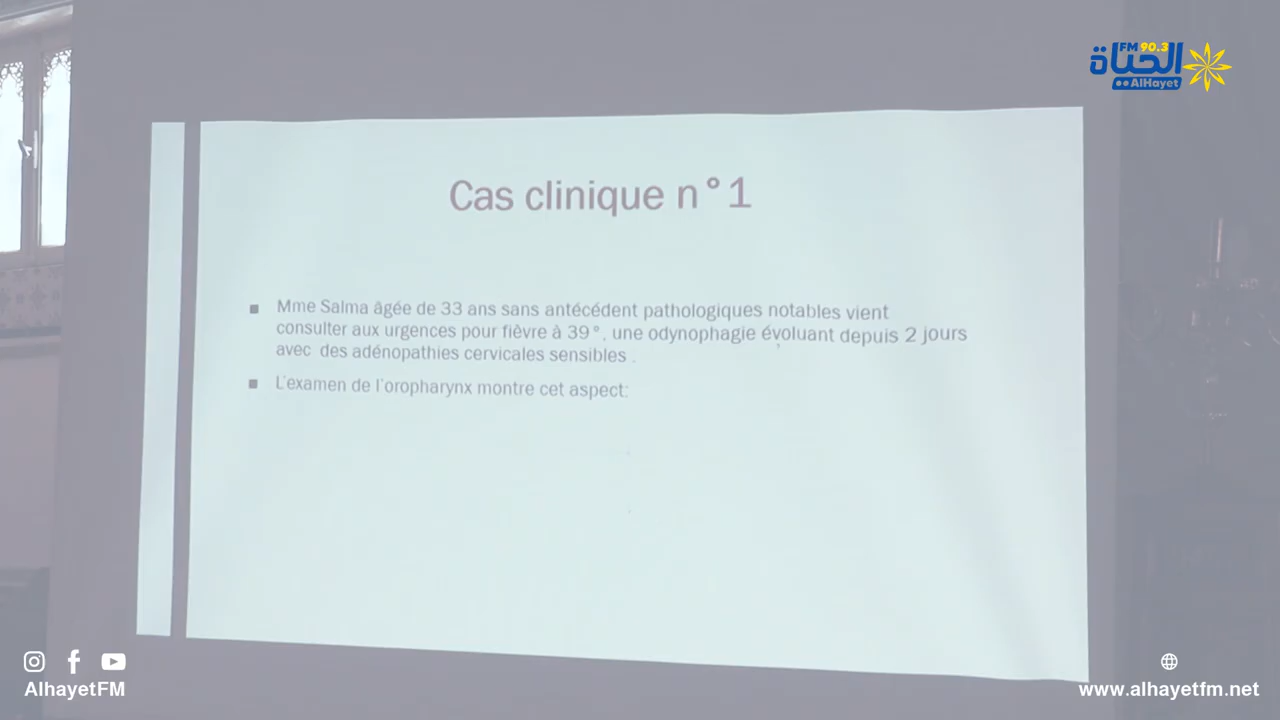 FM 90.3
الحياة
AlHayet
Cas clinique n°1
Mme Salma âgée de 33 ans sans antécédent pathologiques notables vient
consulter aux urgences pour fièvre à 39°, une odynophagie évoluant depuis 2 jours
avec des adénopathies cervicales sensibles .
L'examen de l'oropharynx montre cet aspect:
AlhayetFM
www.alhayetfm.net